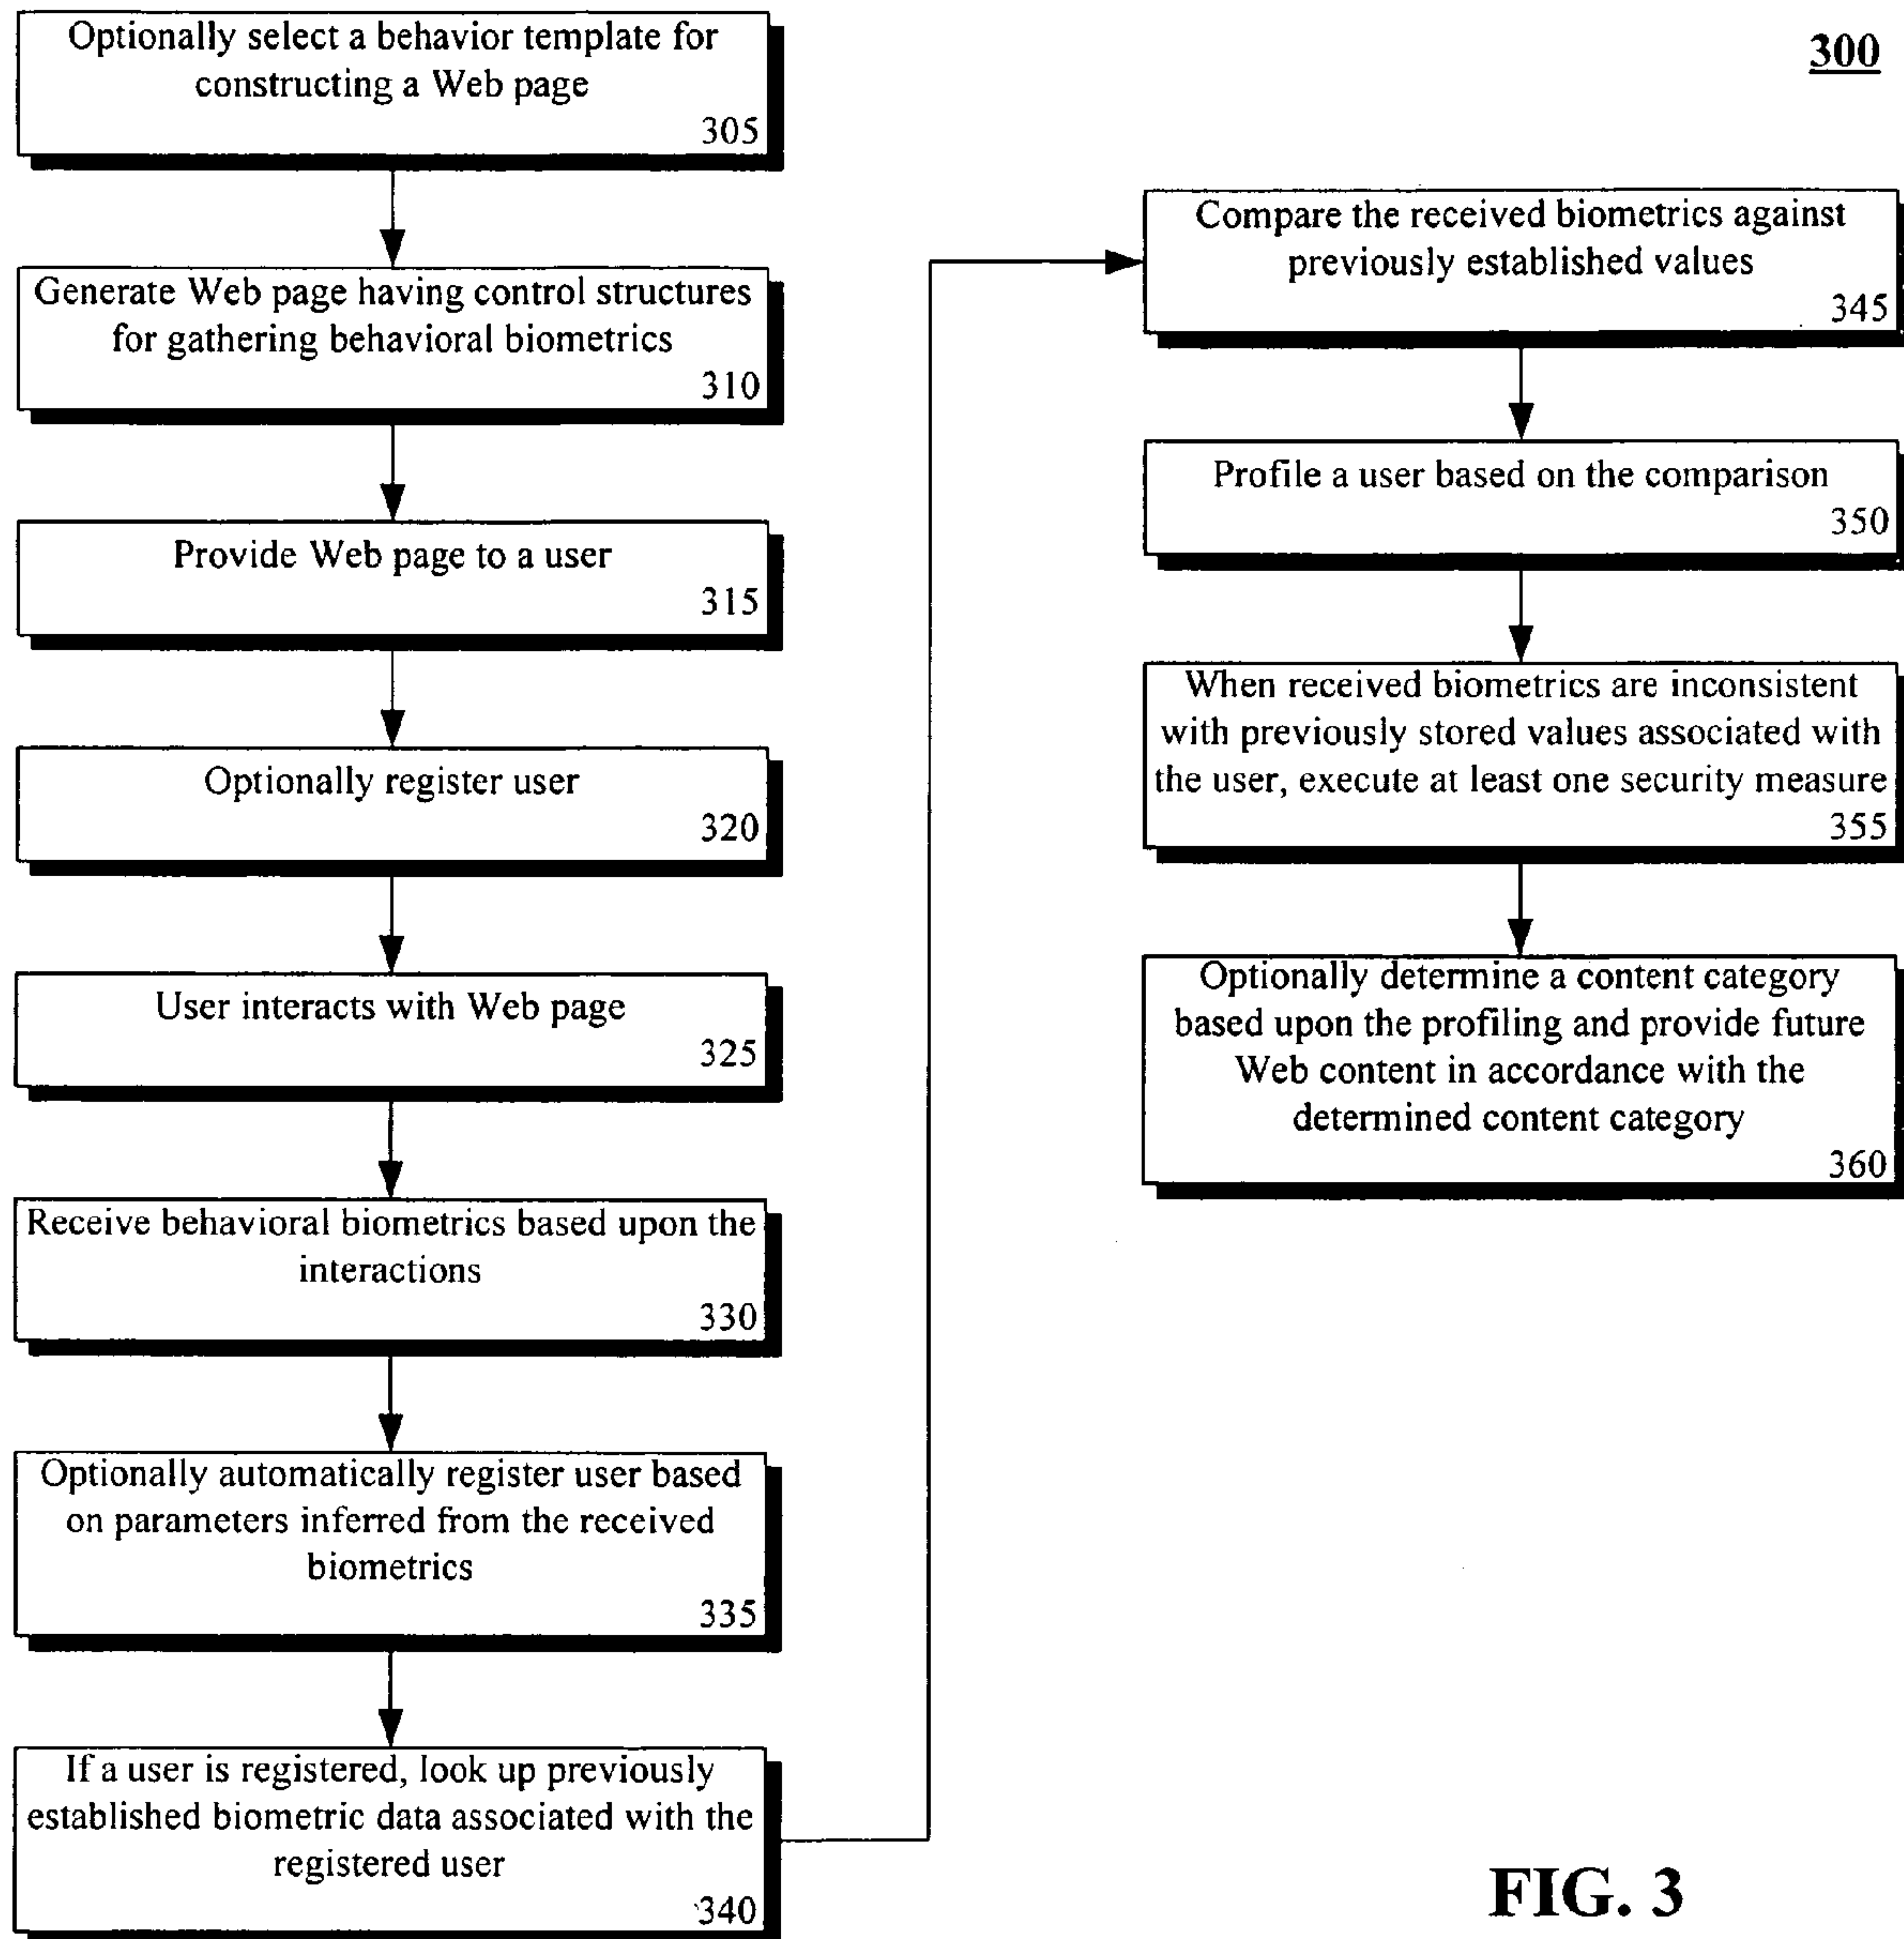 300
Optionally select a behavior template for
constructing a Web page
305
Generate Web page having control structures
for gathering behavioral biometrics
310
Provide Web page to a user
315
Optionally register user
320
User interacts with Web page
325
Receive behavioral biometrics based upon the
interactions
330
Optionally automatically register user based
on parameters inferred from the received
biometrics
335
If a user is registered, look up previously
established biometric data associated with the
registered user
340
Compare the received biometrics against
previously established values
345
Profile a user based on the comparison
350
When received biometrics are inconsistent
with previously stored values associated with
the user, execute at least one security measure
355
Optionally determine a content category
based upon the profiling and provide future
Web content in accordance with the
determined content category
360
FIG. 3